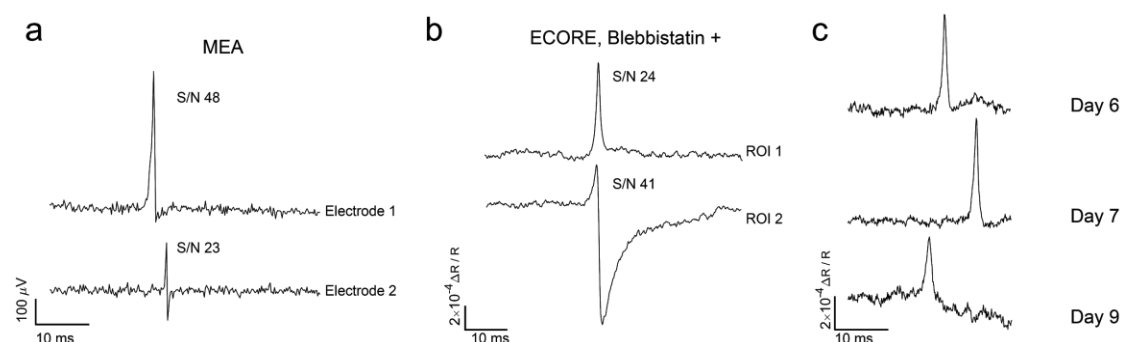 a
MEA
S/N 48
Electrode 1
S/N 23
Electrode 2
100 μV
10 ms
b
ECORE, Blebbistatin +
S/N 24
ROI 1
S/N 41
ROI 2
2×10⁻⁴ ΔR / R
10 ms
c
Day 6
Day 7
Day 9
2×10⁻⁴ ΔR / R
10 ms